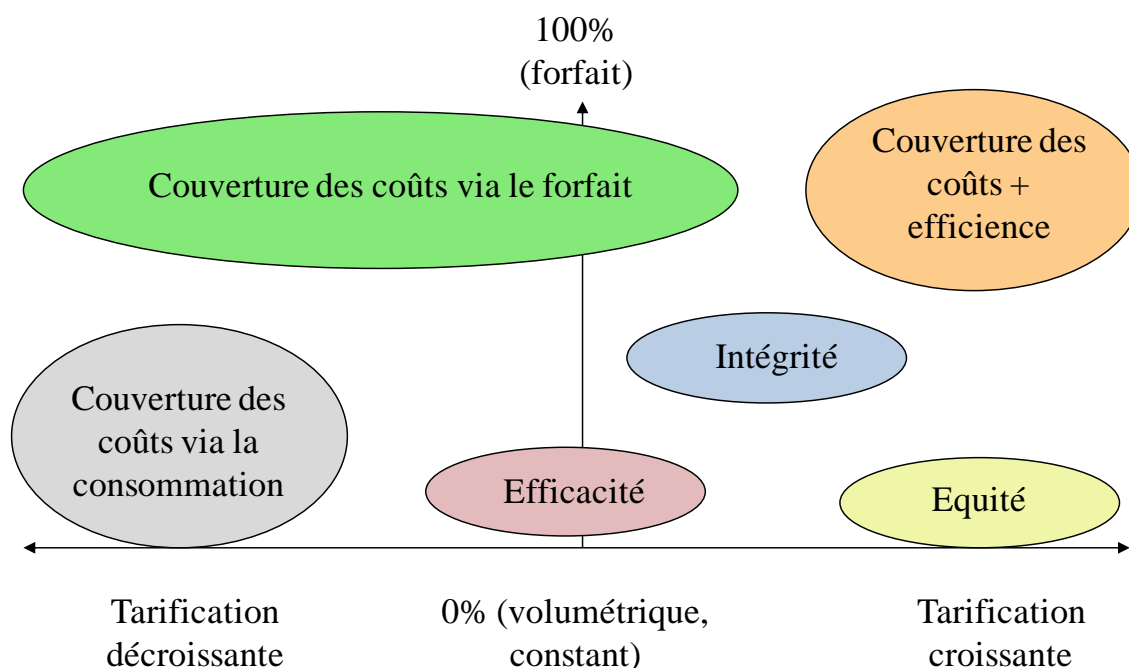 100%
(forfait)
Couverture des coûts via le forfait
Couverture des
coûts +
efficience
Intégrité
Couverture des
coûts via la
consommation
Efficacité
Equité
Tarification
décroissante
0% (volumétrique,
constant)
Tarification
croissante